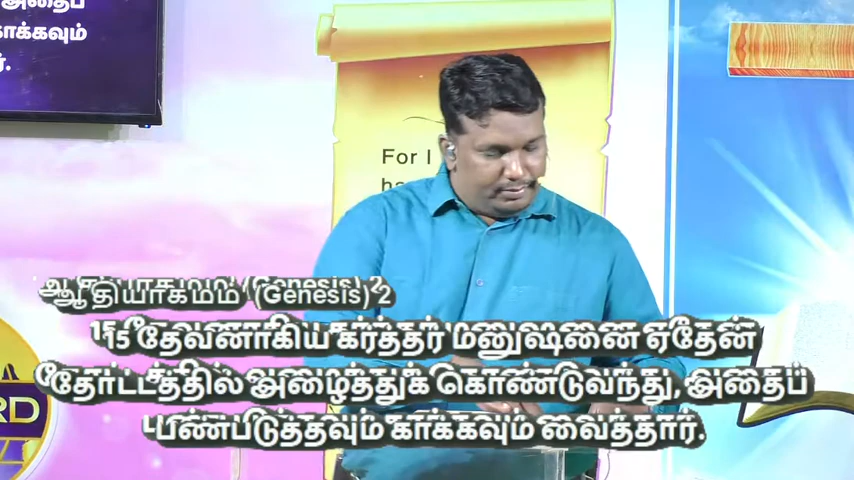 அதைப்
காக்கவும்
For I
ஆதியாகமம் (Genesis) 2
15 தேவனாகிய கர்த்தர் மனுஷனை ஏதேன்
தோட்டத்தில் அழைத்துக் கொண்டுவந்து, அதைப்
பண்படுத்தவும் காக்கவும் வைத்தார்.
RD